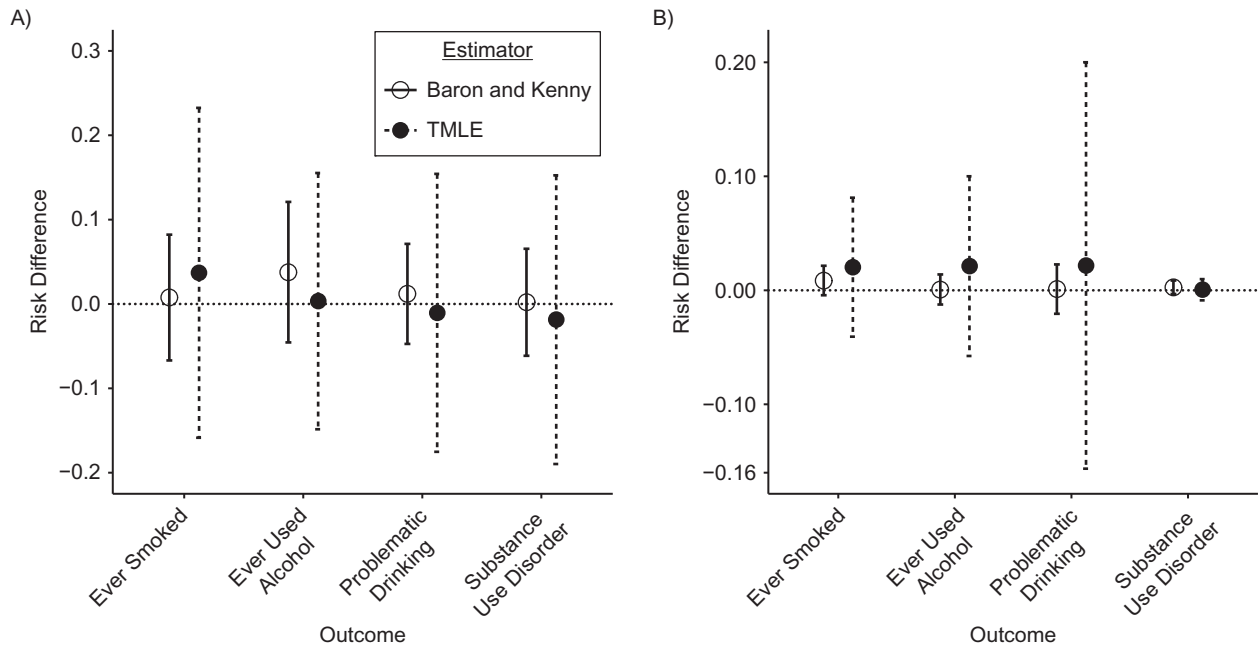 A)
Risk Difference
0.3
0.2
0.1
0.0
−0.1
−0.2
Estimator
Baron and Kenny
TMLE
Ever Smoked
Ever Used
Alcohol
Problematic
Drinking
Substance
Use Disorder
Outcome
B)
Risk Difference
0.20
0.10
0.00
−0.10
−0.16
Ever Smoked
Ever Used
Alcohol
Problematic
Drinking
Substance
Use Disorder
Outcome